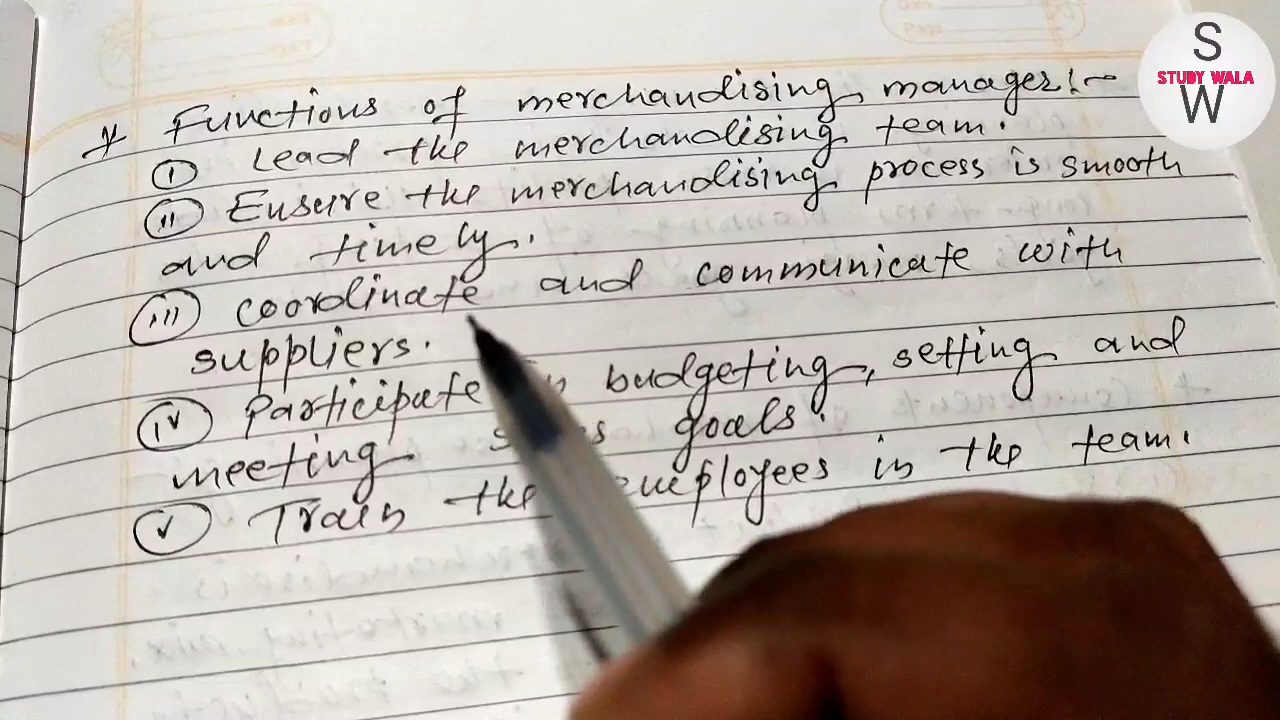 * Functions of merchandising manager:-
(i) Lead the merchandising team.
(ii) Ensure the merchandising process is smooth
and timely.
(iii) coordinate and communicate with
suppliers.
(iv) Participate in budgeting, setting and
meeting goals.
(v) Train the employees in the team.
S
STUDY WALA
W